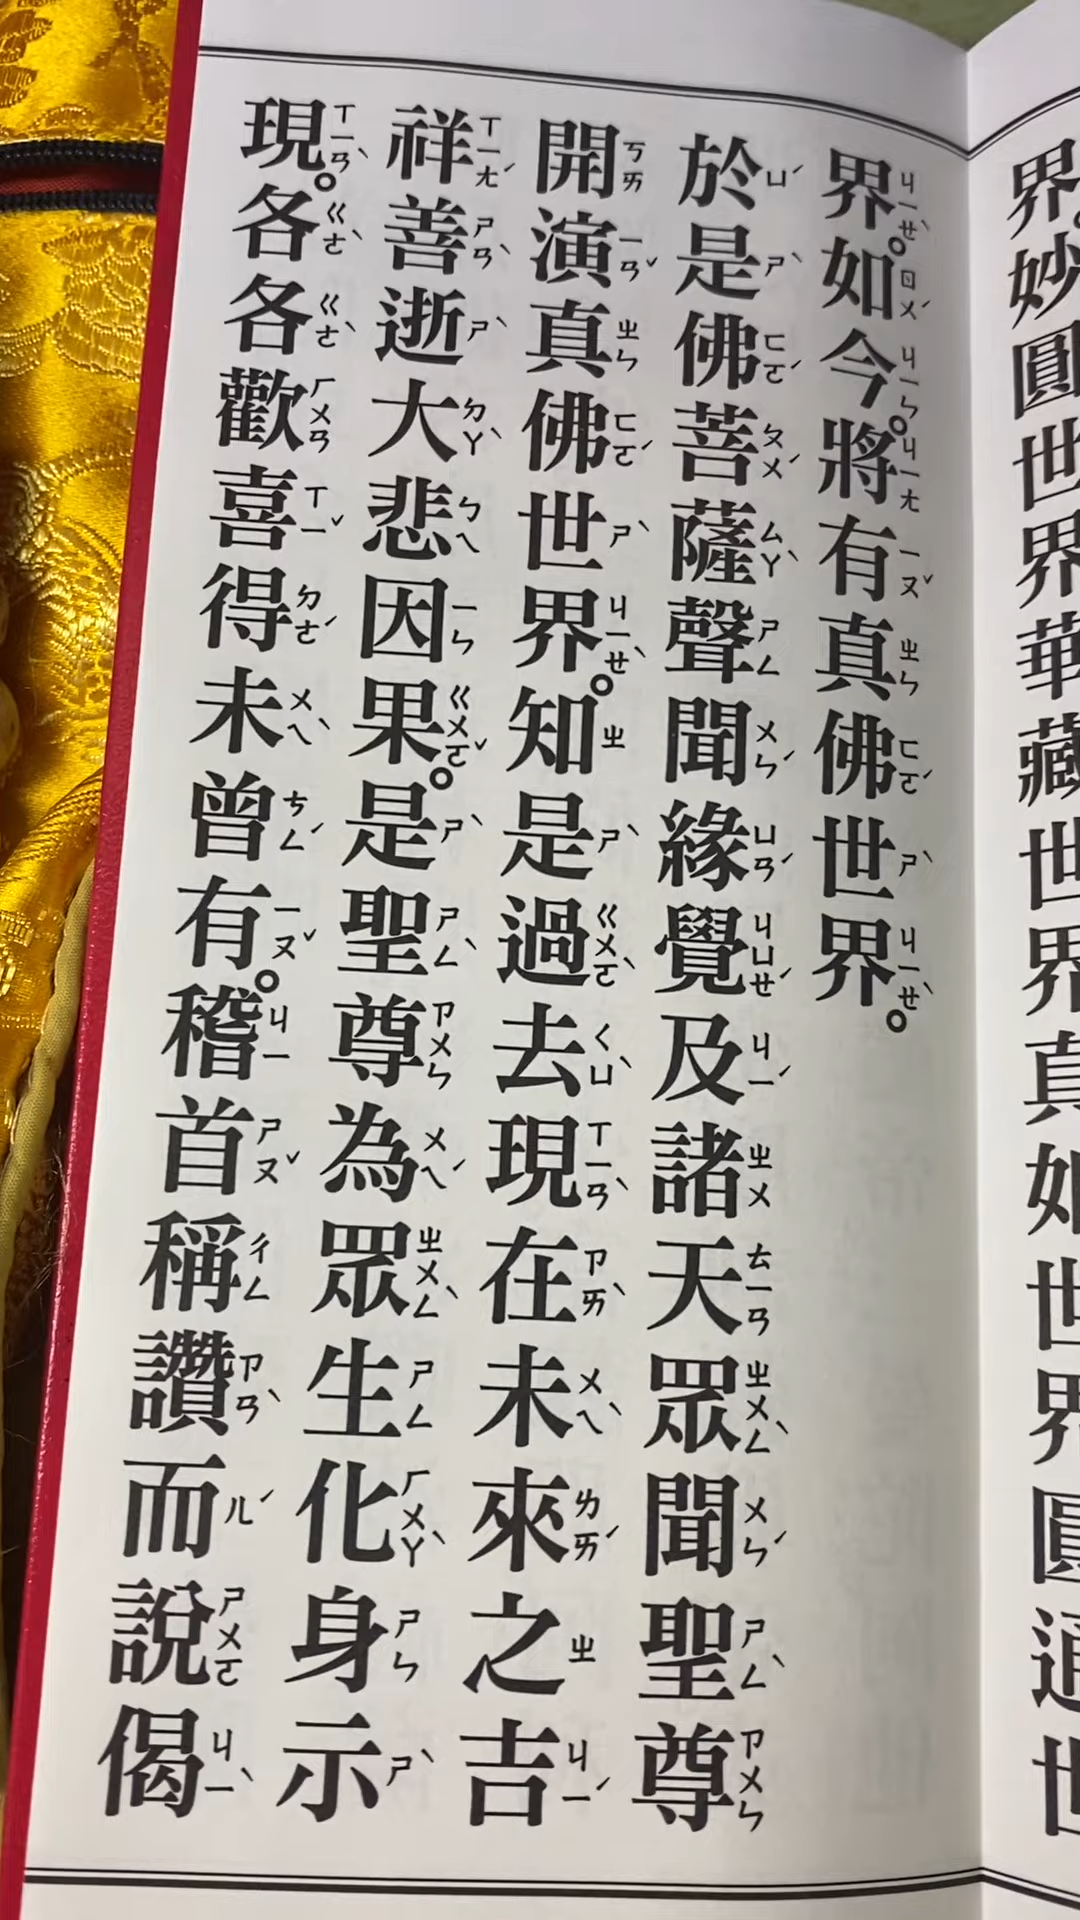 界。妙圓世界華藏世界真如世界圓通世
界。如今。將有真佛世界。
於是佛菩薩聲聞緣覺及諸天眾聞聖尊
開演真佛世界。知是過去現在未來之吉
祥善逝大悲因果。是聖尊為眾生化身示
現。各各歡喜得未曾有。稽首稱讚而說偈